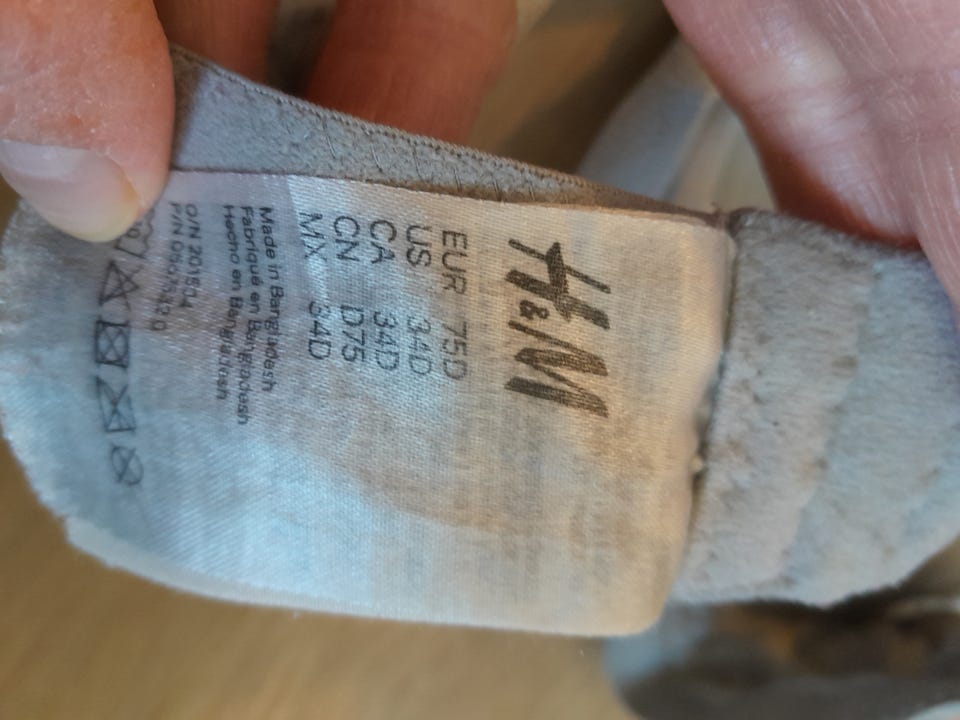 H&M
EUR 75D
US 34D
CA 34D
CN D75
MX 34D
Made in Bangladesh
Fabriqué en Bangladesh
Hecho en Bangladesh
O/N
P/N